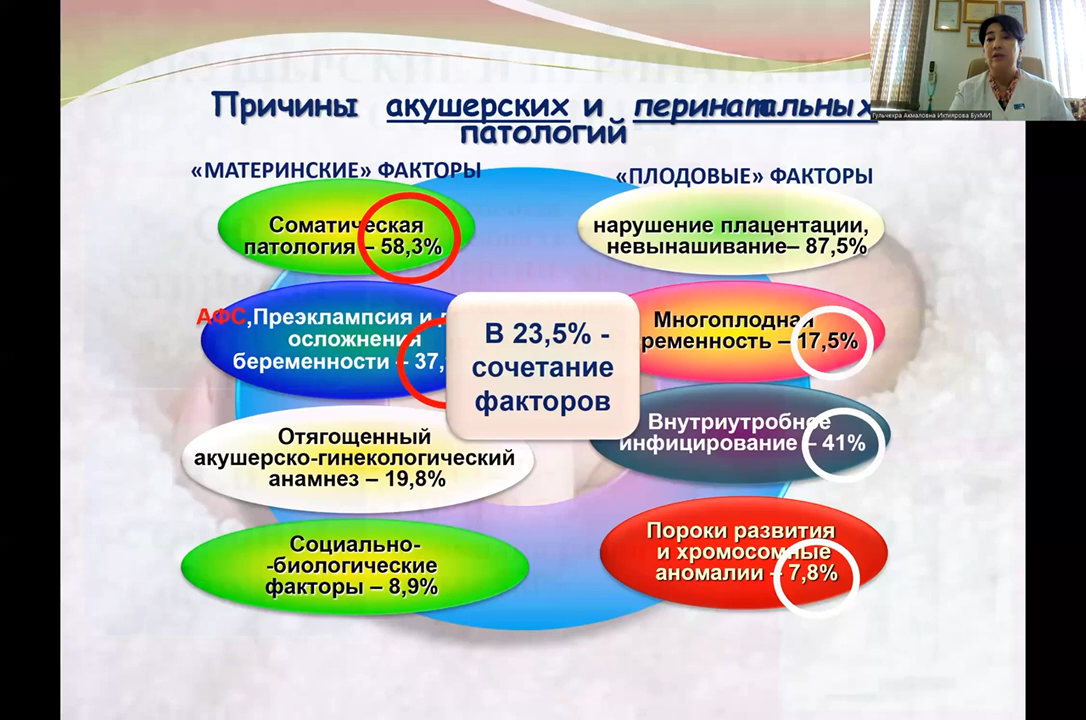 Причины акушерских и перинатальных
патологий
«МАТЕРИНСКИЕ» ФАКТОРЫ
Соматическая
патология – 58,3%
АФС,Преэклампсия и
осложнения
беременности – 37,
Отягощенный
акушерско-гинекологический
анамнез – 19,8%
Социально-
-биологические
факторы – 8,9%
В 23,5% -
сочетание
факторов
«ПЛОДОВЫЕ» ФАКТОРЫ
нарушение плацентации,
невынашивание– 87,5%
Многоплодная
ременность – 17,5%
Внутриутробное
инфицирование – 41%
Пороки развития
и хромосомные
аномалии – 7,8%
Гульчехра Акмаловна Ихтиярова БухМИ